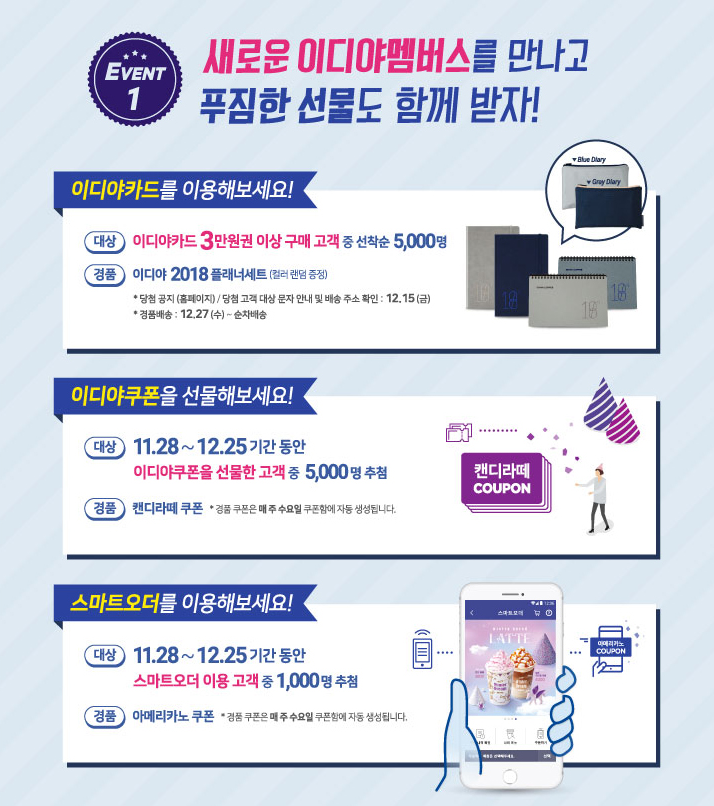 EVENT
1
새로운 이디야멤버스를 만나고
푸짐한 선물도 함께 받자!
이디야카드를 이용해보세요!
▼ Blue Diary
▼ Gray Diary
대상 이디야카드 3만원권 이상 구매 고객 중 선착순 5,000명
경품 이디야 2018 플래너세트 (컬러 랜덤 증정)
* 당첨 공지 (홈페이지) / 당첨 고객 대상 문자 안내 및 배송 주소 확인 : 12.15 (금)
* 경품배송 : 12.27 (수) ~ 순차배송
이디야쿠폰을 선물해보세요!
대상 11.28 ~ 12.25 기간 동안
이디야쿠폰을 선물한 고객 중 5,000명 추첨
경품 캔디라떼 쿠폰 * 경품 쿠폰은 매 주 수요일 쿠폰함에 자동 생성됩니다.
캔디라떼
COUPON
스마트오더를 이용해보세요!
대상 11.28 ~ 12.25 기간 동안
스마트오더 이용 고객 중 1,000명 추첨
경품 아메리카노 쿠폰 * 경품 쿠폰은 매 주 수요일 쿠폰함에 자동 생성됩니다.
스마트오더
LATTE
아메리카노
COUPON